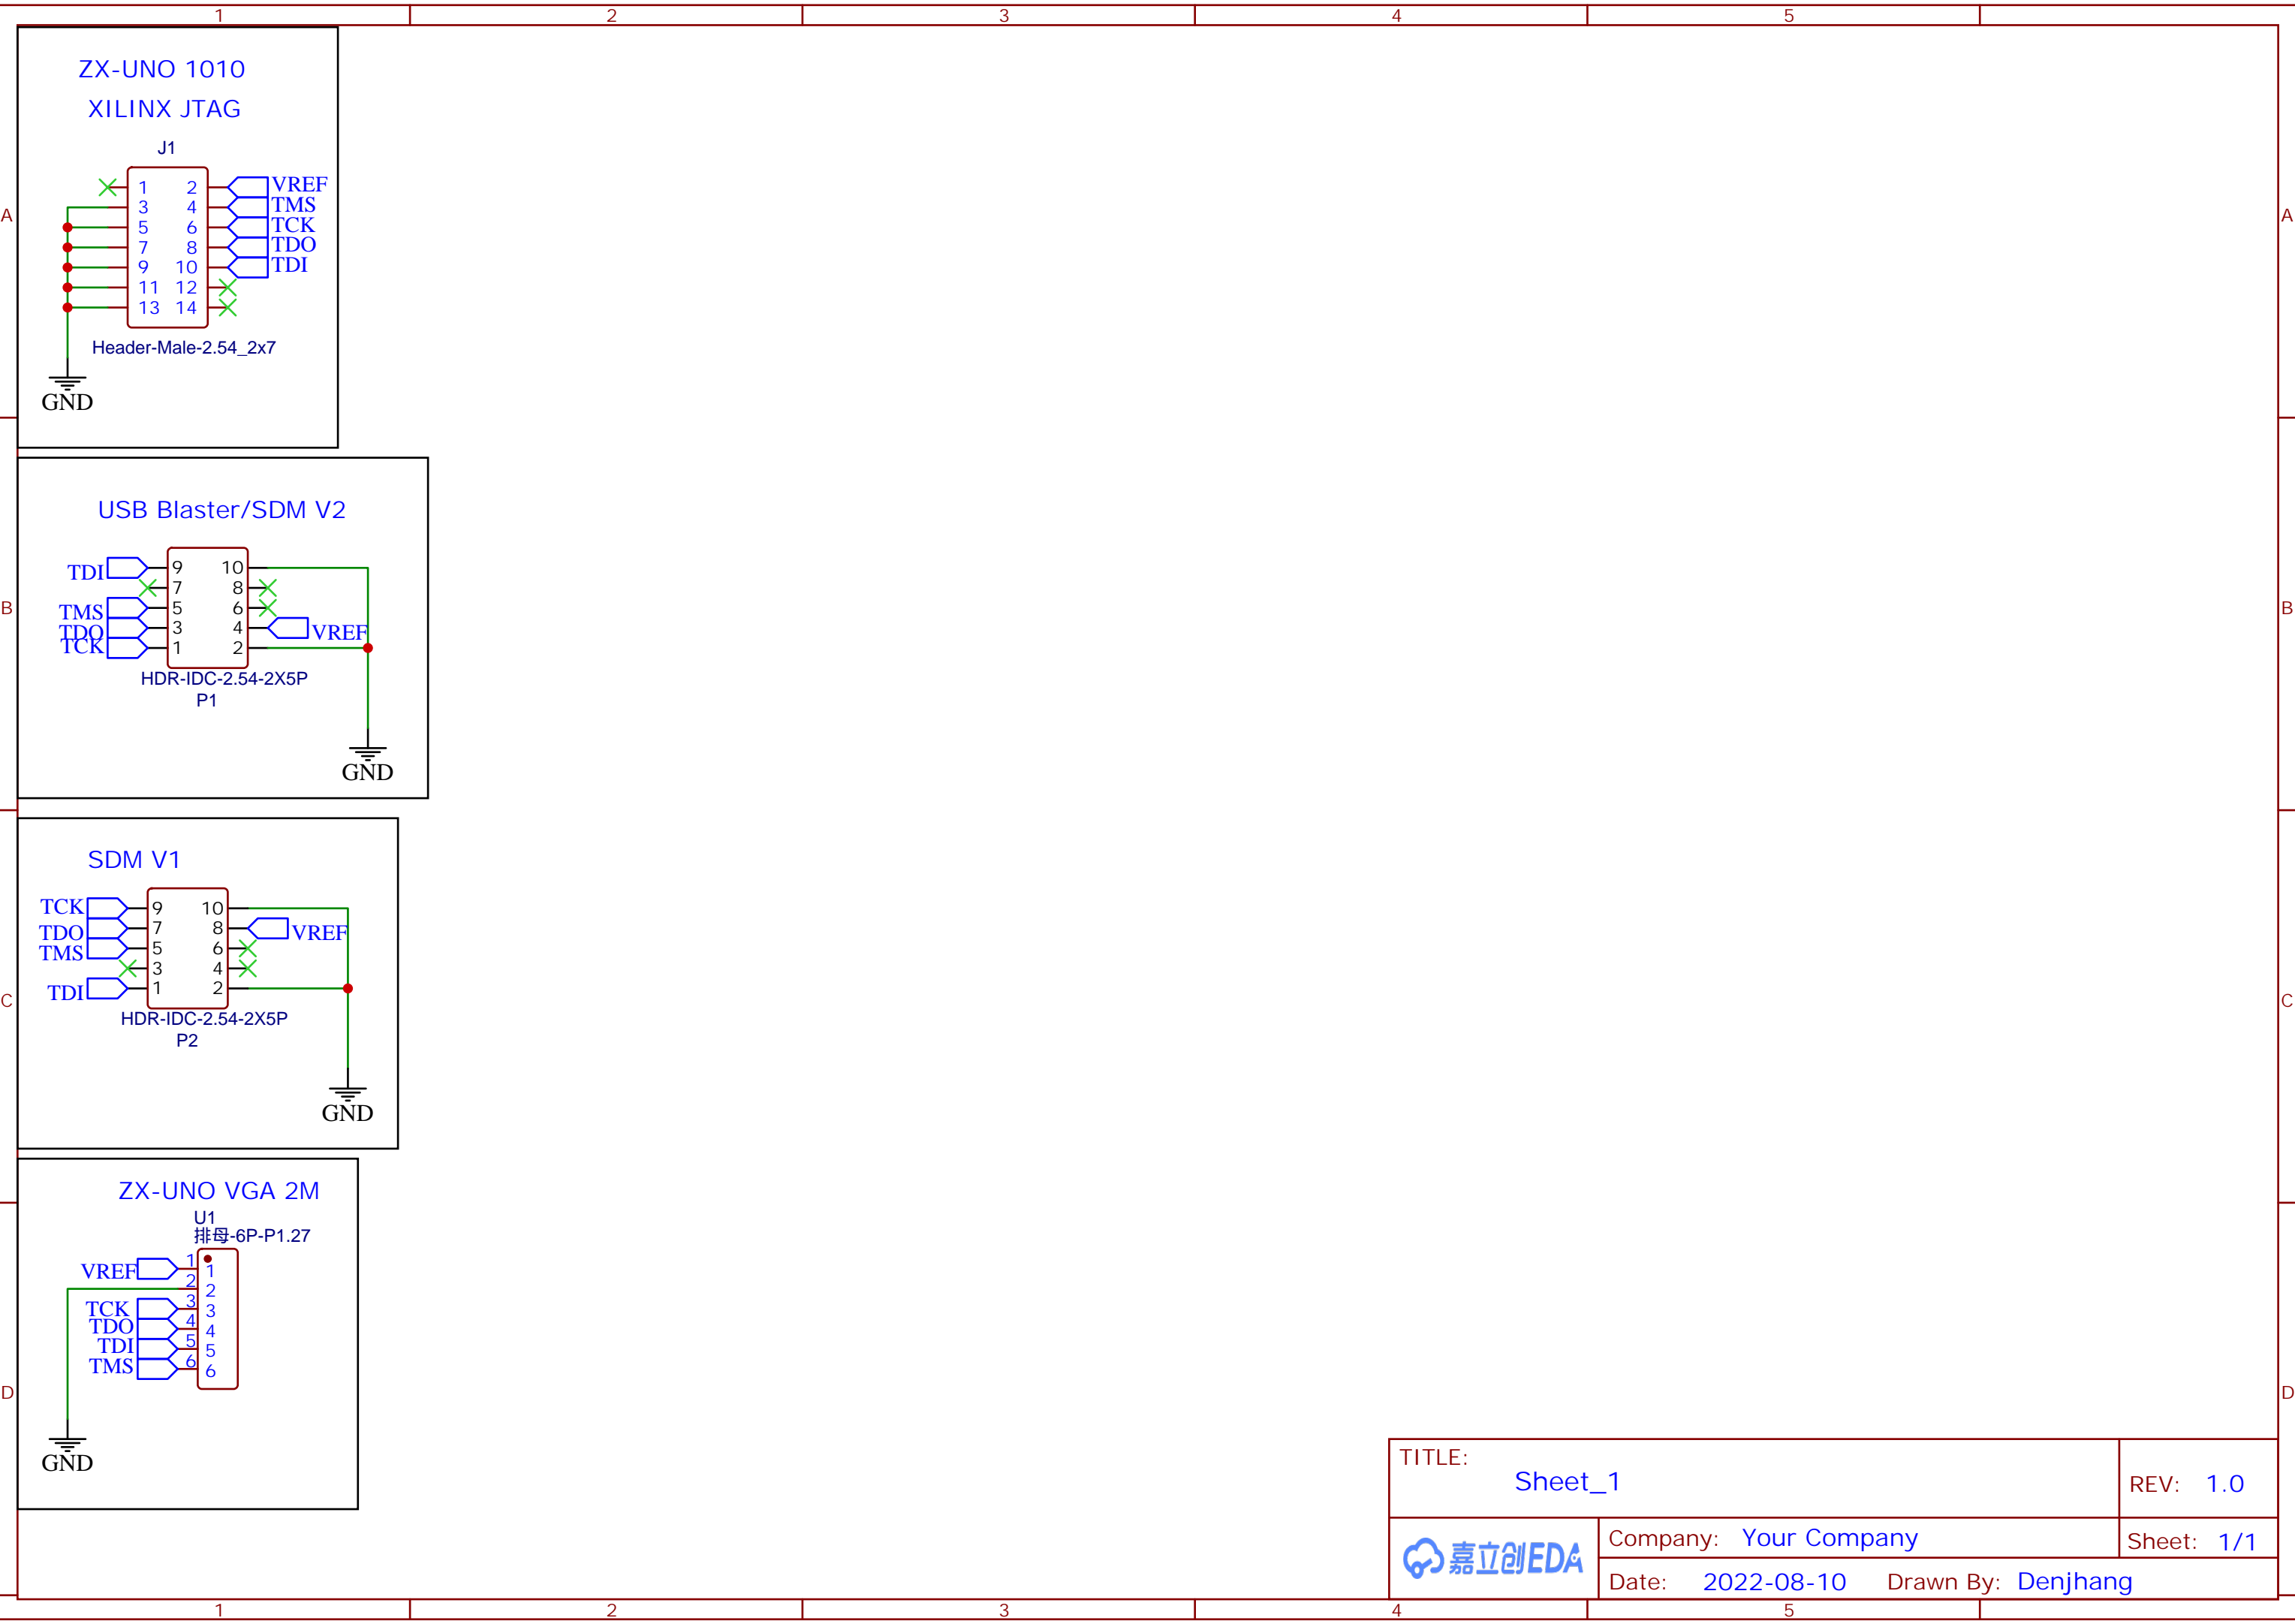 1 2 3 4 5
A A
B B
C C
D D
ZX-UNO 1010
XILINX JTAG
J1
1 2 VREF
3 4 TMS
5 6 TCK
7 8 TDO
9 10 TDI
11 12
13 14
Header-Male-2.54_2x7
GND
USB Blaster/SDM V2
TDI 9 10
7 8
TMS 5 6
TDO 3 4 VREF
TCK 1 2
HDR-IDC-2.54-2X5P
P1
GND
SDM V1
TCK 9 10
TDO 7 8 VREF
TMS 5 6
3 4
TDI 1 2
HDR-IDC-2.54-2X5P
P2
GND
ZX-UNO VGA 2M
U1
排母-6P-P1.27
VREF 1 1
2 2
TCK 3 3
TDO 4 4
TDI 5 5
TMS 6 6
GND
TITLE:
Sheet_1
REV: 1.0
嘉立创EDA
Company: Your Company
Sheet: 1/1
Date: 2022-08-10 Drawn By: Denjhang
1 2 3 4 5